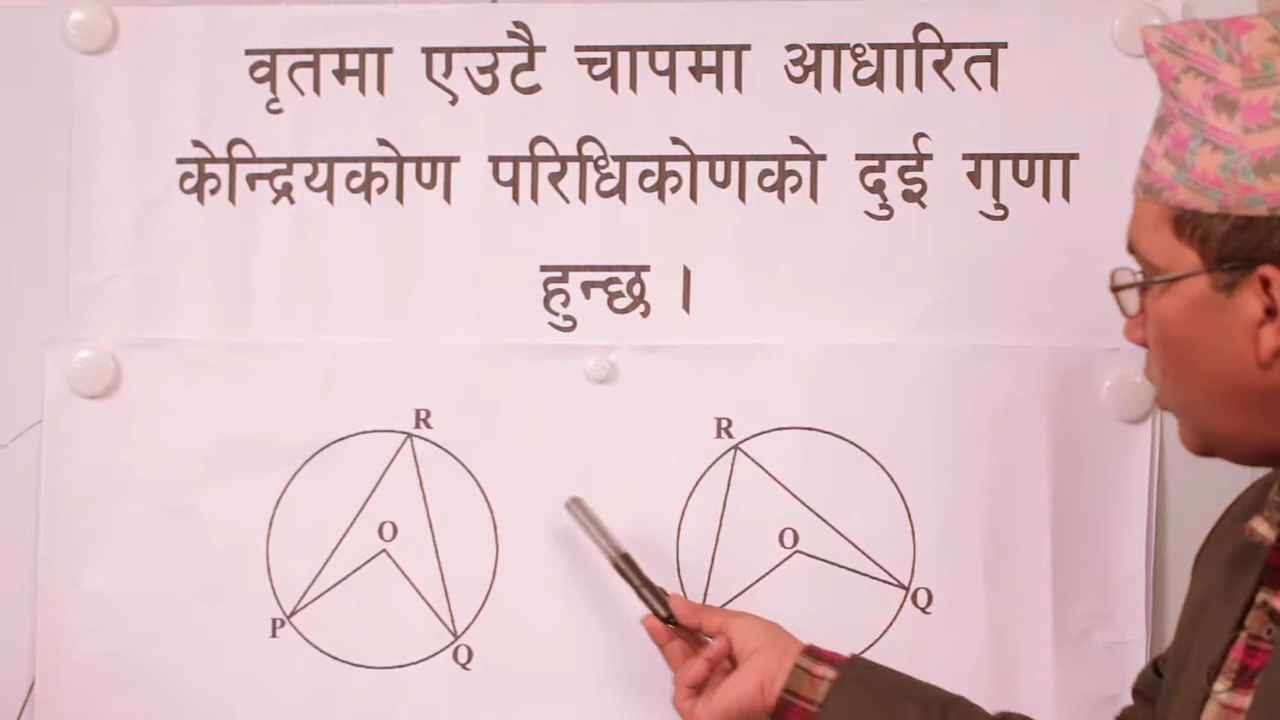 वृतमा एउटै चापमा आधारित
केन्द्रियकोण परिधिकोणको दुई गुणा
हुन्छ ।
R
O
P
Q
R
O
Q